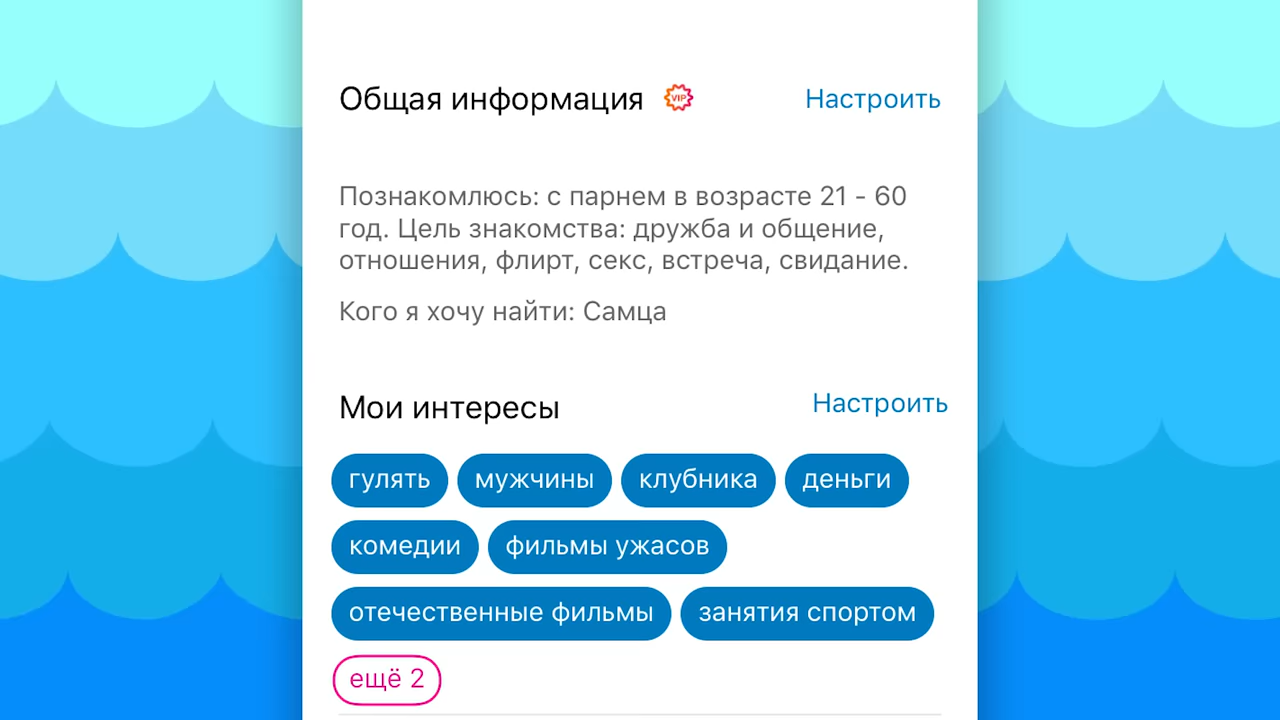 Общая информация VIP Настроить
Познакомлюсь: с парнем в возрасте 21 - 60
год. Цель знакомства: дружба и общение,
отношения, флирт, секс, встреча, свидание.
Кого я хочу найти: Самца
Мои интересы Настроить
гулять мужчины клубника деньги
комедии фильмы ужасов
отечественные фильмы занятия спортом
ещё 2